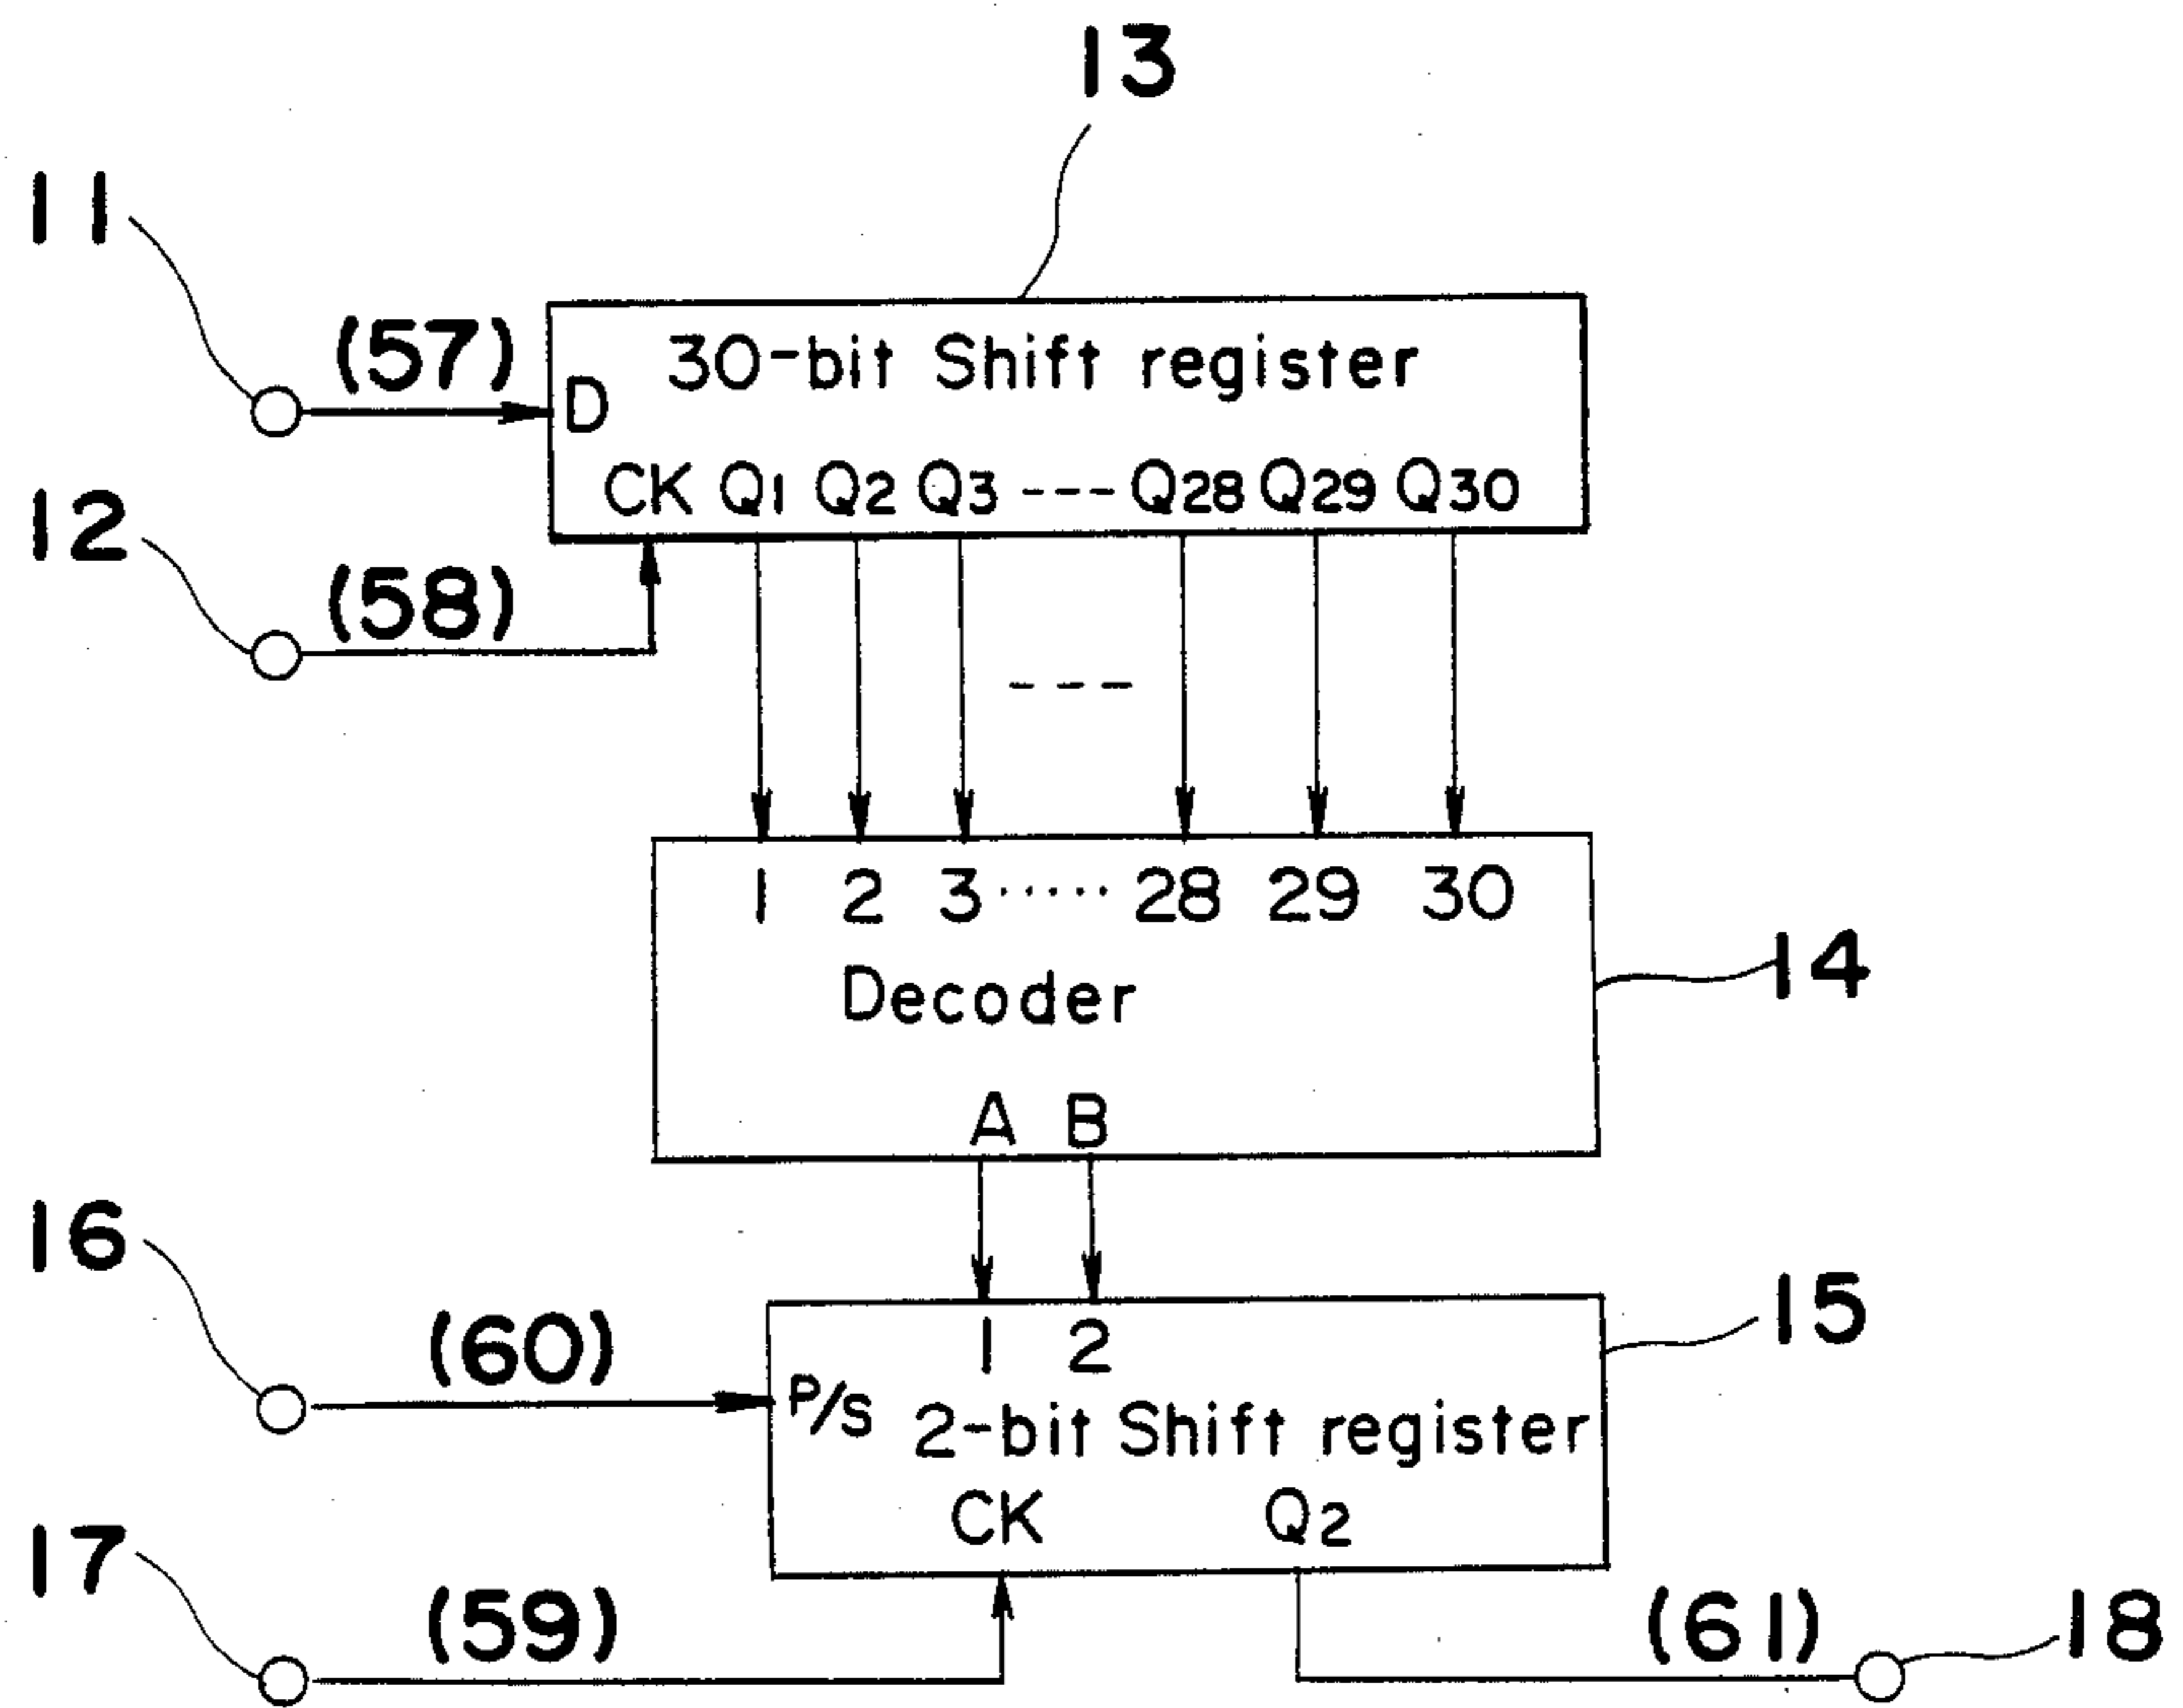 13
11
(57)
30-bit Shift register
D
CK Q1 Q2 Q3 --- Q28 Q29 Q30
12
(58)
---
1 2 3 ..... 28 29 30
Decoder
14
A B
16
(60)
15
1 2
P/S 2-bit Shift register
CK Q2
17
(59)
(61)
18